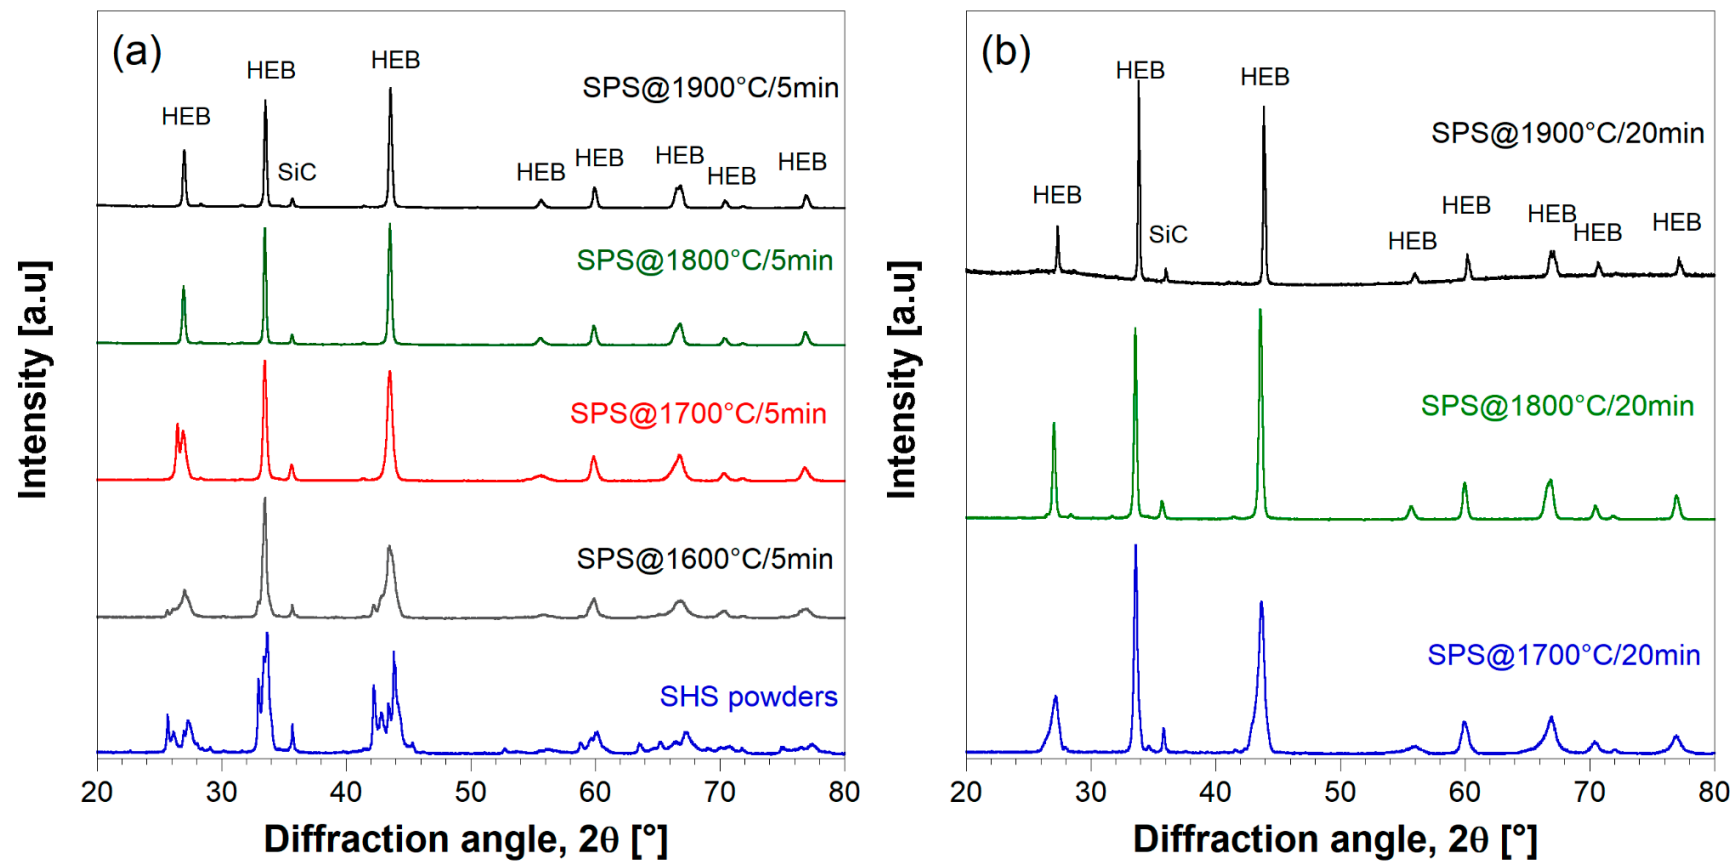 (a)
HEB
HEB
HEB
SiC
SPS@1900°C/5min
HEB
HEB
HEB
HEB
HEB
SPS@1800°C/5min
SPS@1700°C/5min
SPS@1600°C/5min
SHS powders
Intensity [a.u]
20 30 40 50 60 70 80
Diffraction angle, 2θ [°]
(b)
HEB
HEB
HEB
SiC
SPS@1900°C/20min
HEB
HEB
HEB
HEB
HEB
SPS@1800°C/20min
SPS@1700°C/20min
Intensity [a.u]
20 30 40 50 60 70 80
Diffraction angle, 2θ [°]